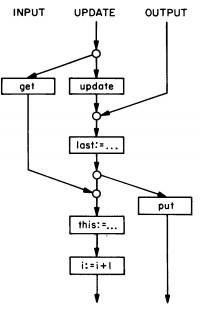 INPUT UPDATE OUTPUT
get update
last:=...
put
this:=...
i:=i+1